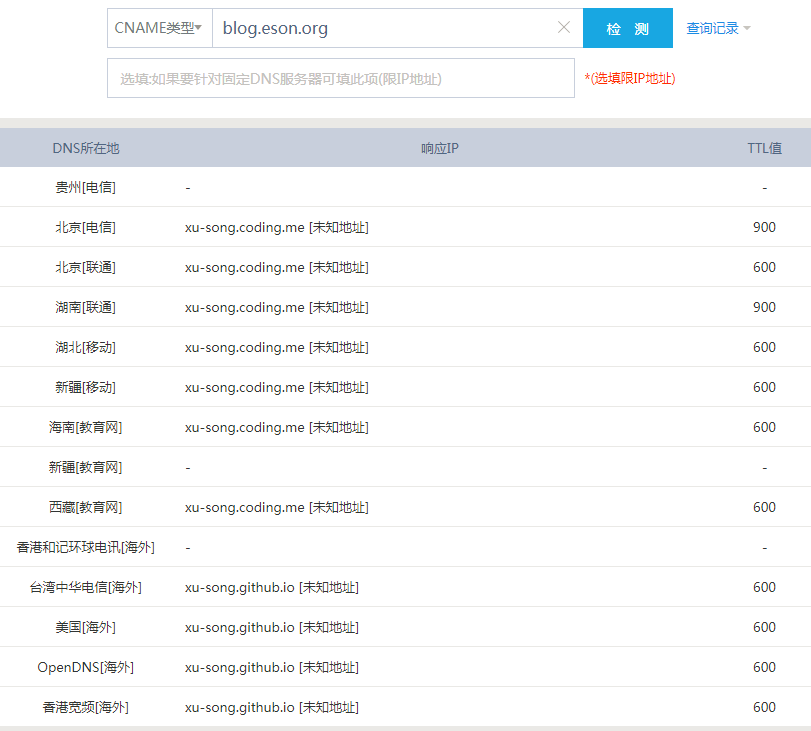 CNAME类型 blog.eson.org 检 测 查询记录
选填:如果要针对固定DNS服务器可填此项(限IP地址) *(选填限IP地址)
DNS所在地 响应IP TTL值
贵州[电信] - -
北京[电信] xu-song.coding.me [未知地址] 900
北京[联通] xu-song.coding.me [未知地址] 600
湖南[联通] xu-song.coding.me [未知地址] 900
湖北[移动] xu-song.coding.me [未知地址] 600
新疆[移动] xu-song.coding.me [未知地址] 600
海南[教育网] xu-song.coding.me [未知地址] 600
新疆[教育网] - -
西藏[教育网] xu-song.coding.me [未知地址] 600
香港和记环球电讯[海外] - -
台湾中华电信[海外] xu-song.github.io [未知地址] 600
美国[海外] xu-song.github.io [未知地址] 600
OpenDNS[海外] xu-song.github.io [未知地址] 600
香港宽频[海外] xu-song.github.io [未知地址] 600